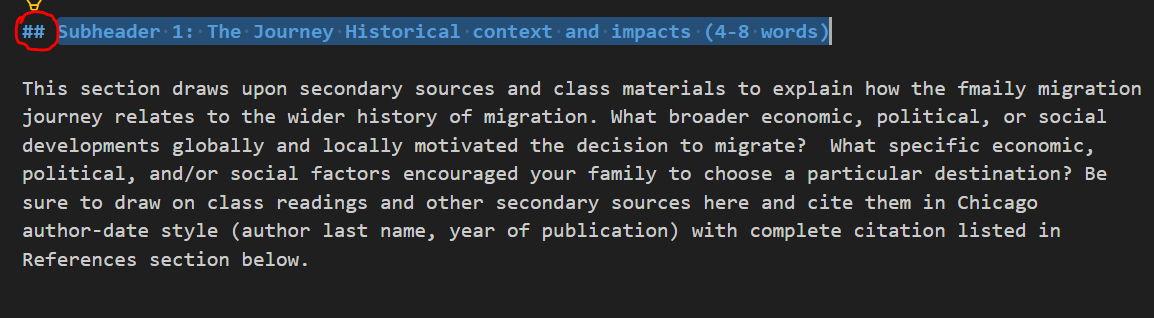 ## Subheader 1: The Journey Historical context and impacts (4-8 words)
This section draws upon secondary sources and class materials to explain how the fmaily migration
journey relates to the wider history of migration. What broader economic, political, or social
developments globally and locally motivated the decision to migrate?  What specific economic,
political, and/or social factors encouraged your family to choose a particular destination? Be
sure to draw on class readings and other secondary sources here and cite them in Chicago
author-date style (author last name, year of publication) with complete citation listed in
References section below.